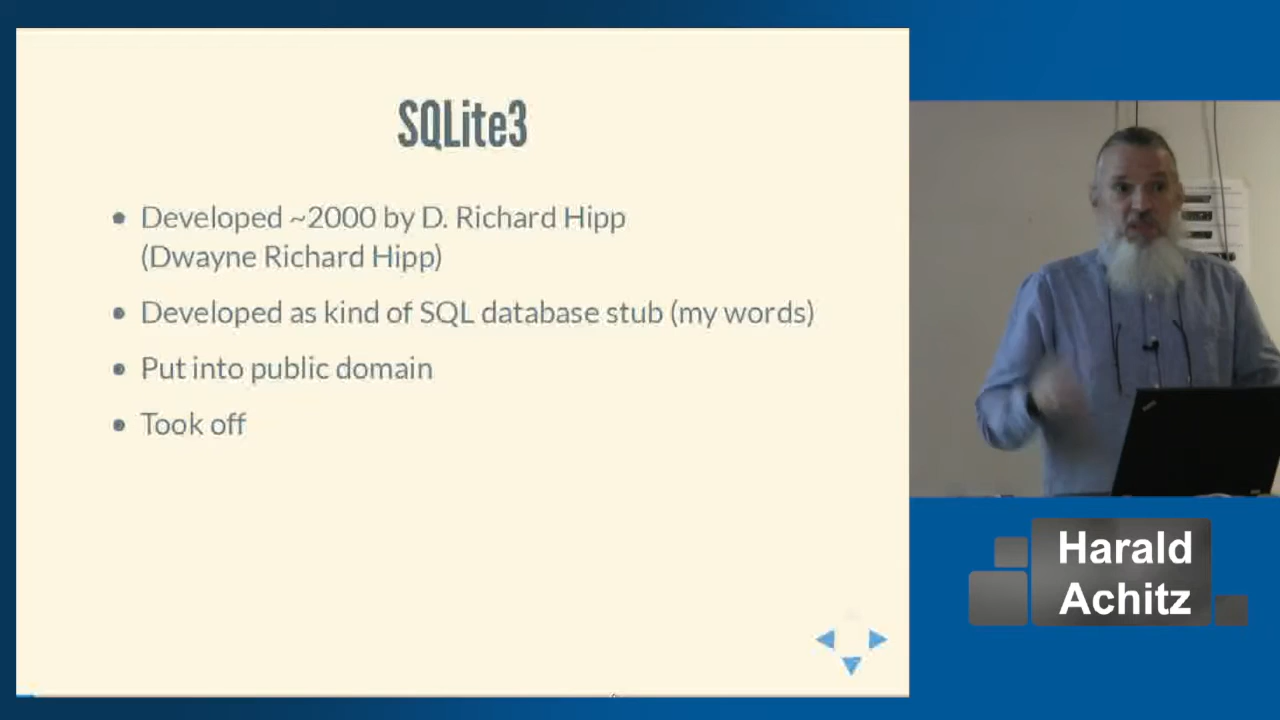 SQLite3
Developed ~2000 by D. Richard Hipp
(Dwayne Richard Hipp)
Developed as kind of SQL database stub (my words)
Put into public domain
Took off
Harald
Achitz